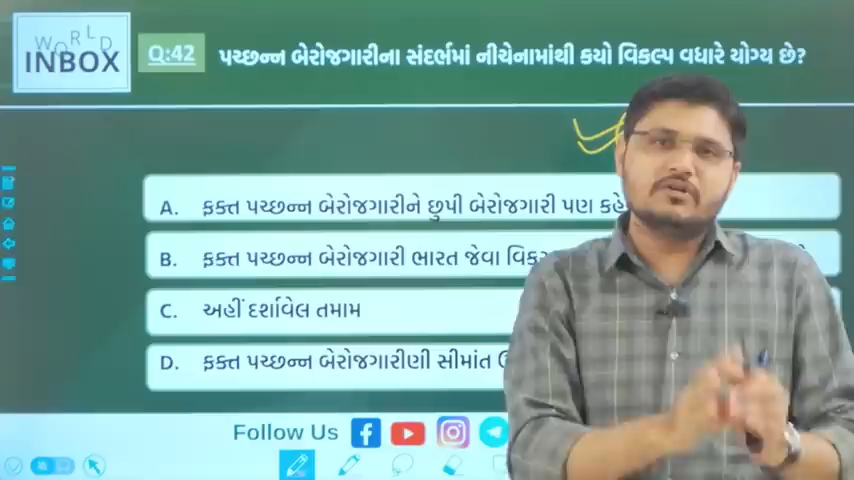 WORLD
INBOX
Q:42
પચ્છન્ન બેરોજગારીના સંદર્ભમાં નીચેનામાંથી કયો વિકલ્પ વધારે યોગ્ય છે?
A. ફક્ત પચ્છન્ન બેરોજગારીને છુપી બેરોજગારી પણ
B. ફક્ત પચ્છન્ન બેરોજગારી ભારત જેવા
C. અહીં દર્શાવેલ તમામ
D. ફક્ત પચ્છન્ન બેરોજગારીણી સીમાંત
Follow Us